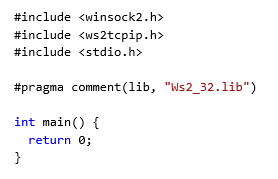 #include <winsock2.h>
#include <ws2tcpip.h>
#include <stdio.h>

#pragma comment(lib, "Ws2_32.lib")

int main() {
  return 0;
}